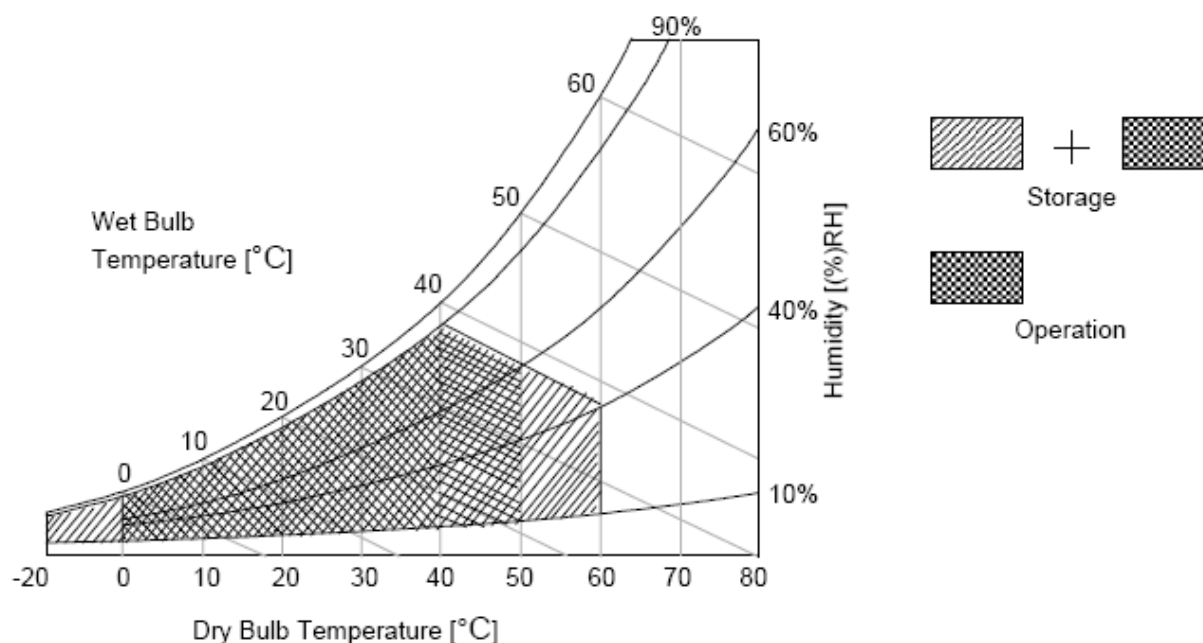 90%
60
60%
50
Wet Bulb
Temperature [°C]
40
40%
30
20
10
0
10%
-20 0 10 20 30 40 50 60 70 80
Dry Bulb Temperature [°C]
Humidity [(%)RH]
+
Storage
Operation